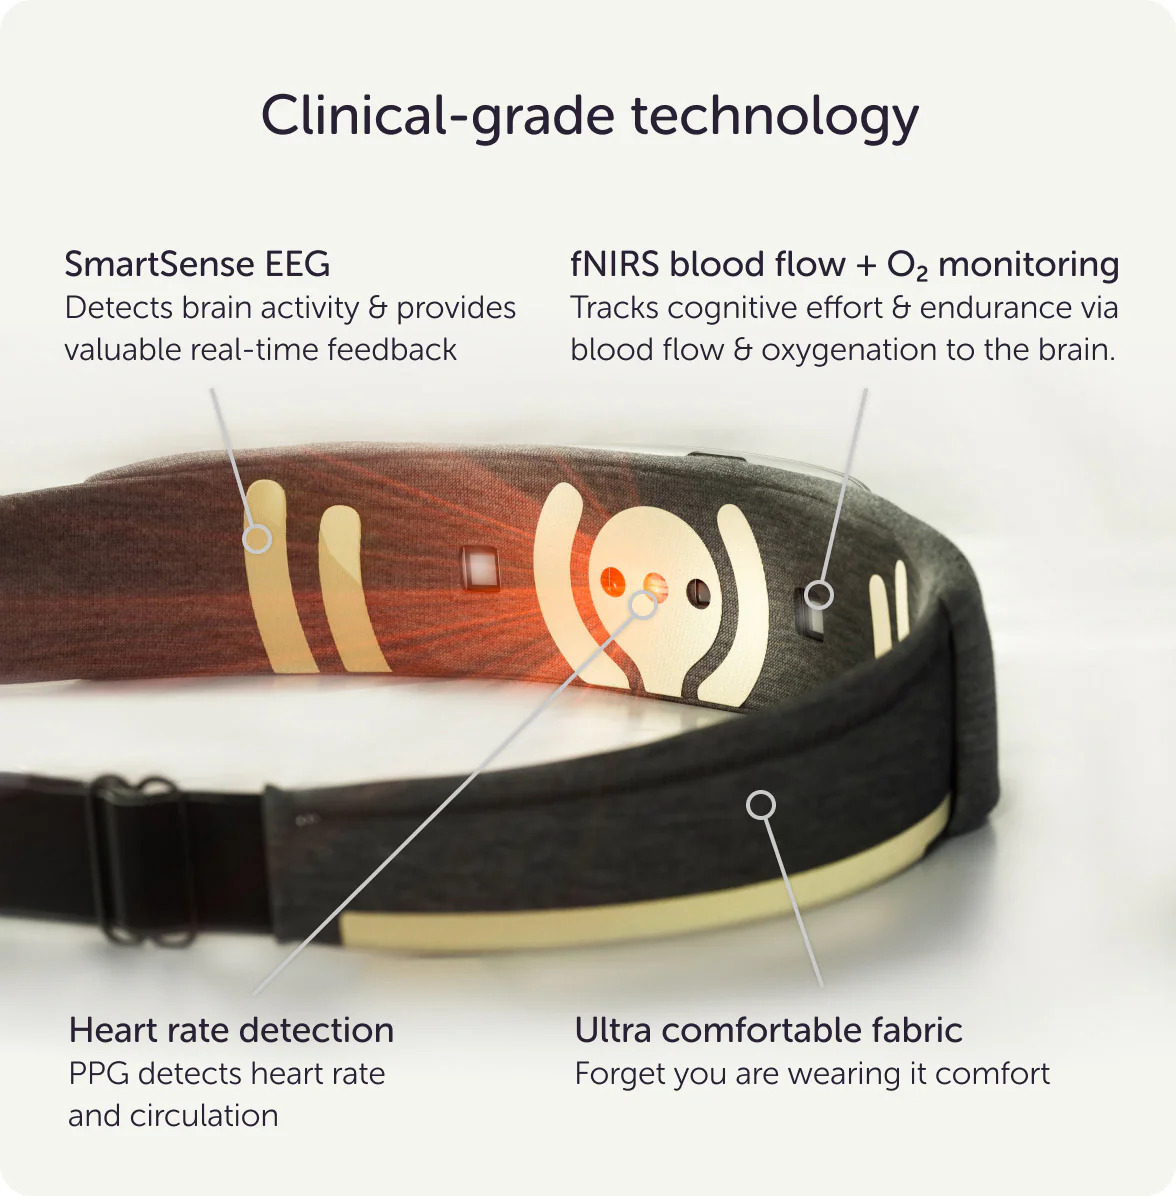 Clinical-grade technology
SmartSense EEG
Detects brain activity & provides
valuable real-time feedback
fNIRS blood flow + O₂ monitoring
Tracks cognitive effort & endurance via
blood flow & oxygenation to the brain.
Heart rate detection
PPG detects heart rate
and circulation
Ultra comfortable fabric
Forget you are wearing it comfort